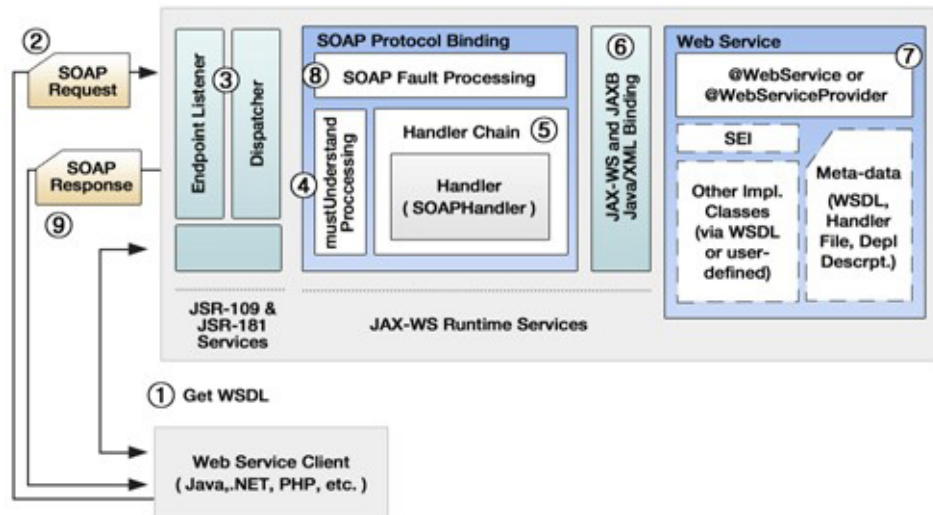 ②
SOAP
Request
SOAP
Response
⑨
Endpoint Listener
③
Dispatcher
JSR-109 &
JSR-181
Services
SOAP Protocol Binding
⑧
SOAP Fault Processing
④
mustUnderstand
Processing
Handler Chain
⑤
Handler
( SOAPHandler )
JAX-WS Runtime Services
⑥
JAX-WS and JAXB
Java/XML Binding
Web Service
⑦
@WebService or
@WebServiceProvider
SEI
Other Impl.
Classes
(via WSDL
or user-
defined)
Meta-data
(WSDL,
Handler
File, Depl
Descrpt.)
① Get WSDL
Web Service Client
( Java,.NET, PHP, etc. )